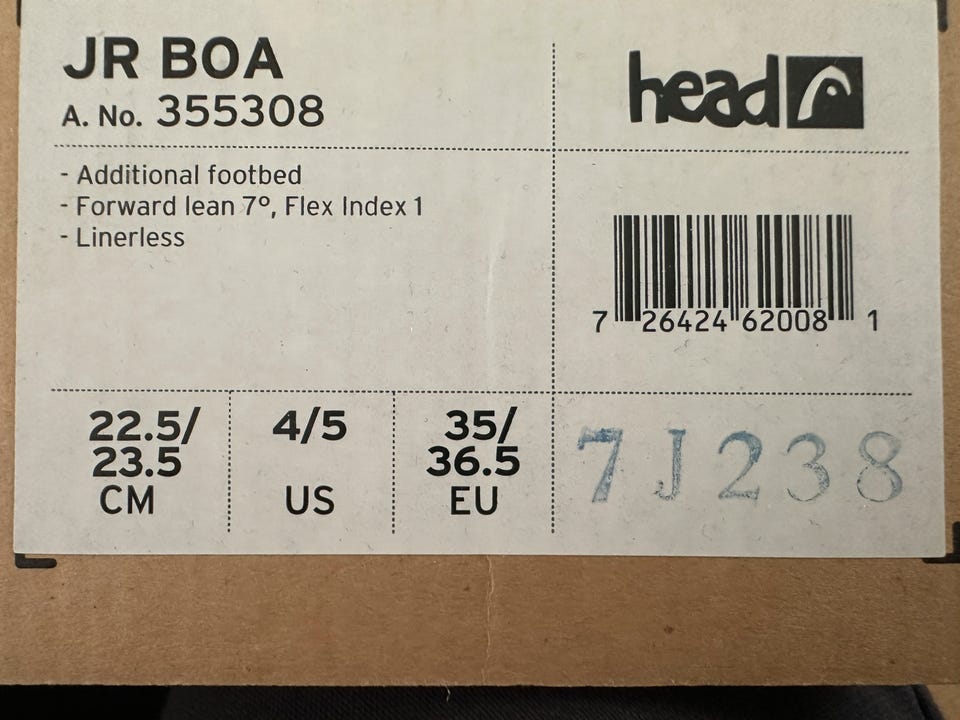 JR BOA
A. No. 355308
head
- Additional footbed
- Forward lean 7°, Flex Index 1
- Linerless
7 26424 62008 1
22.5/
23.5
CM
4/5
US
35/
36.5
EU
7J238